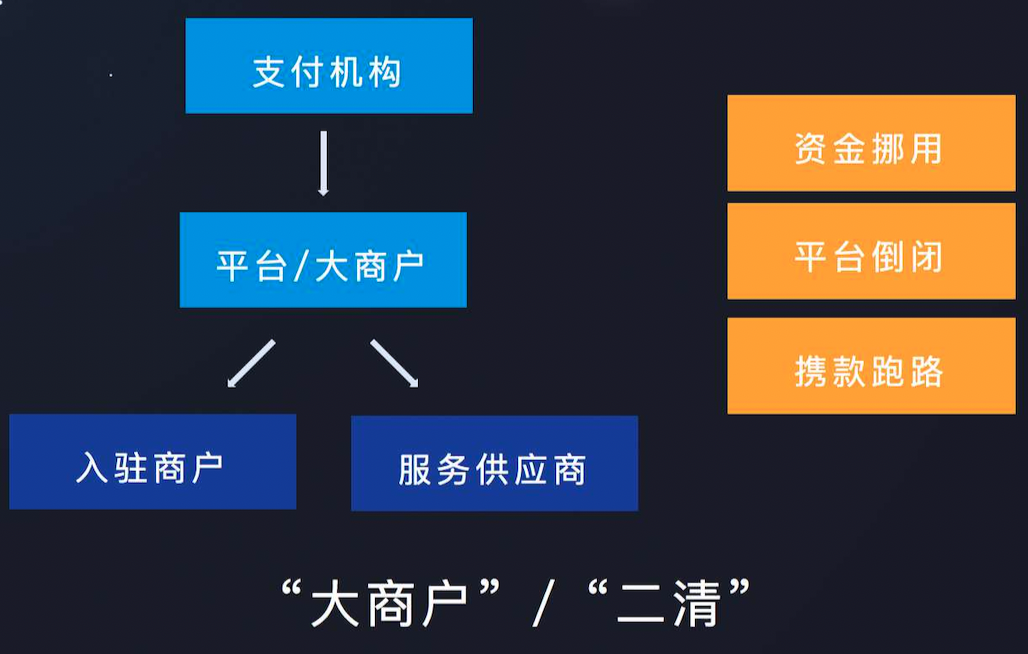 支付机构
平台/大商户
入驻商户
服务供应商
资金挪用
平台倒闭
携款跑路
“大商户” / “二清”